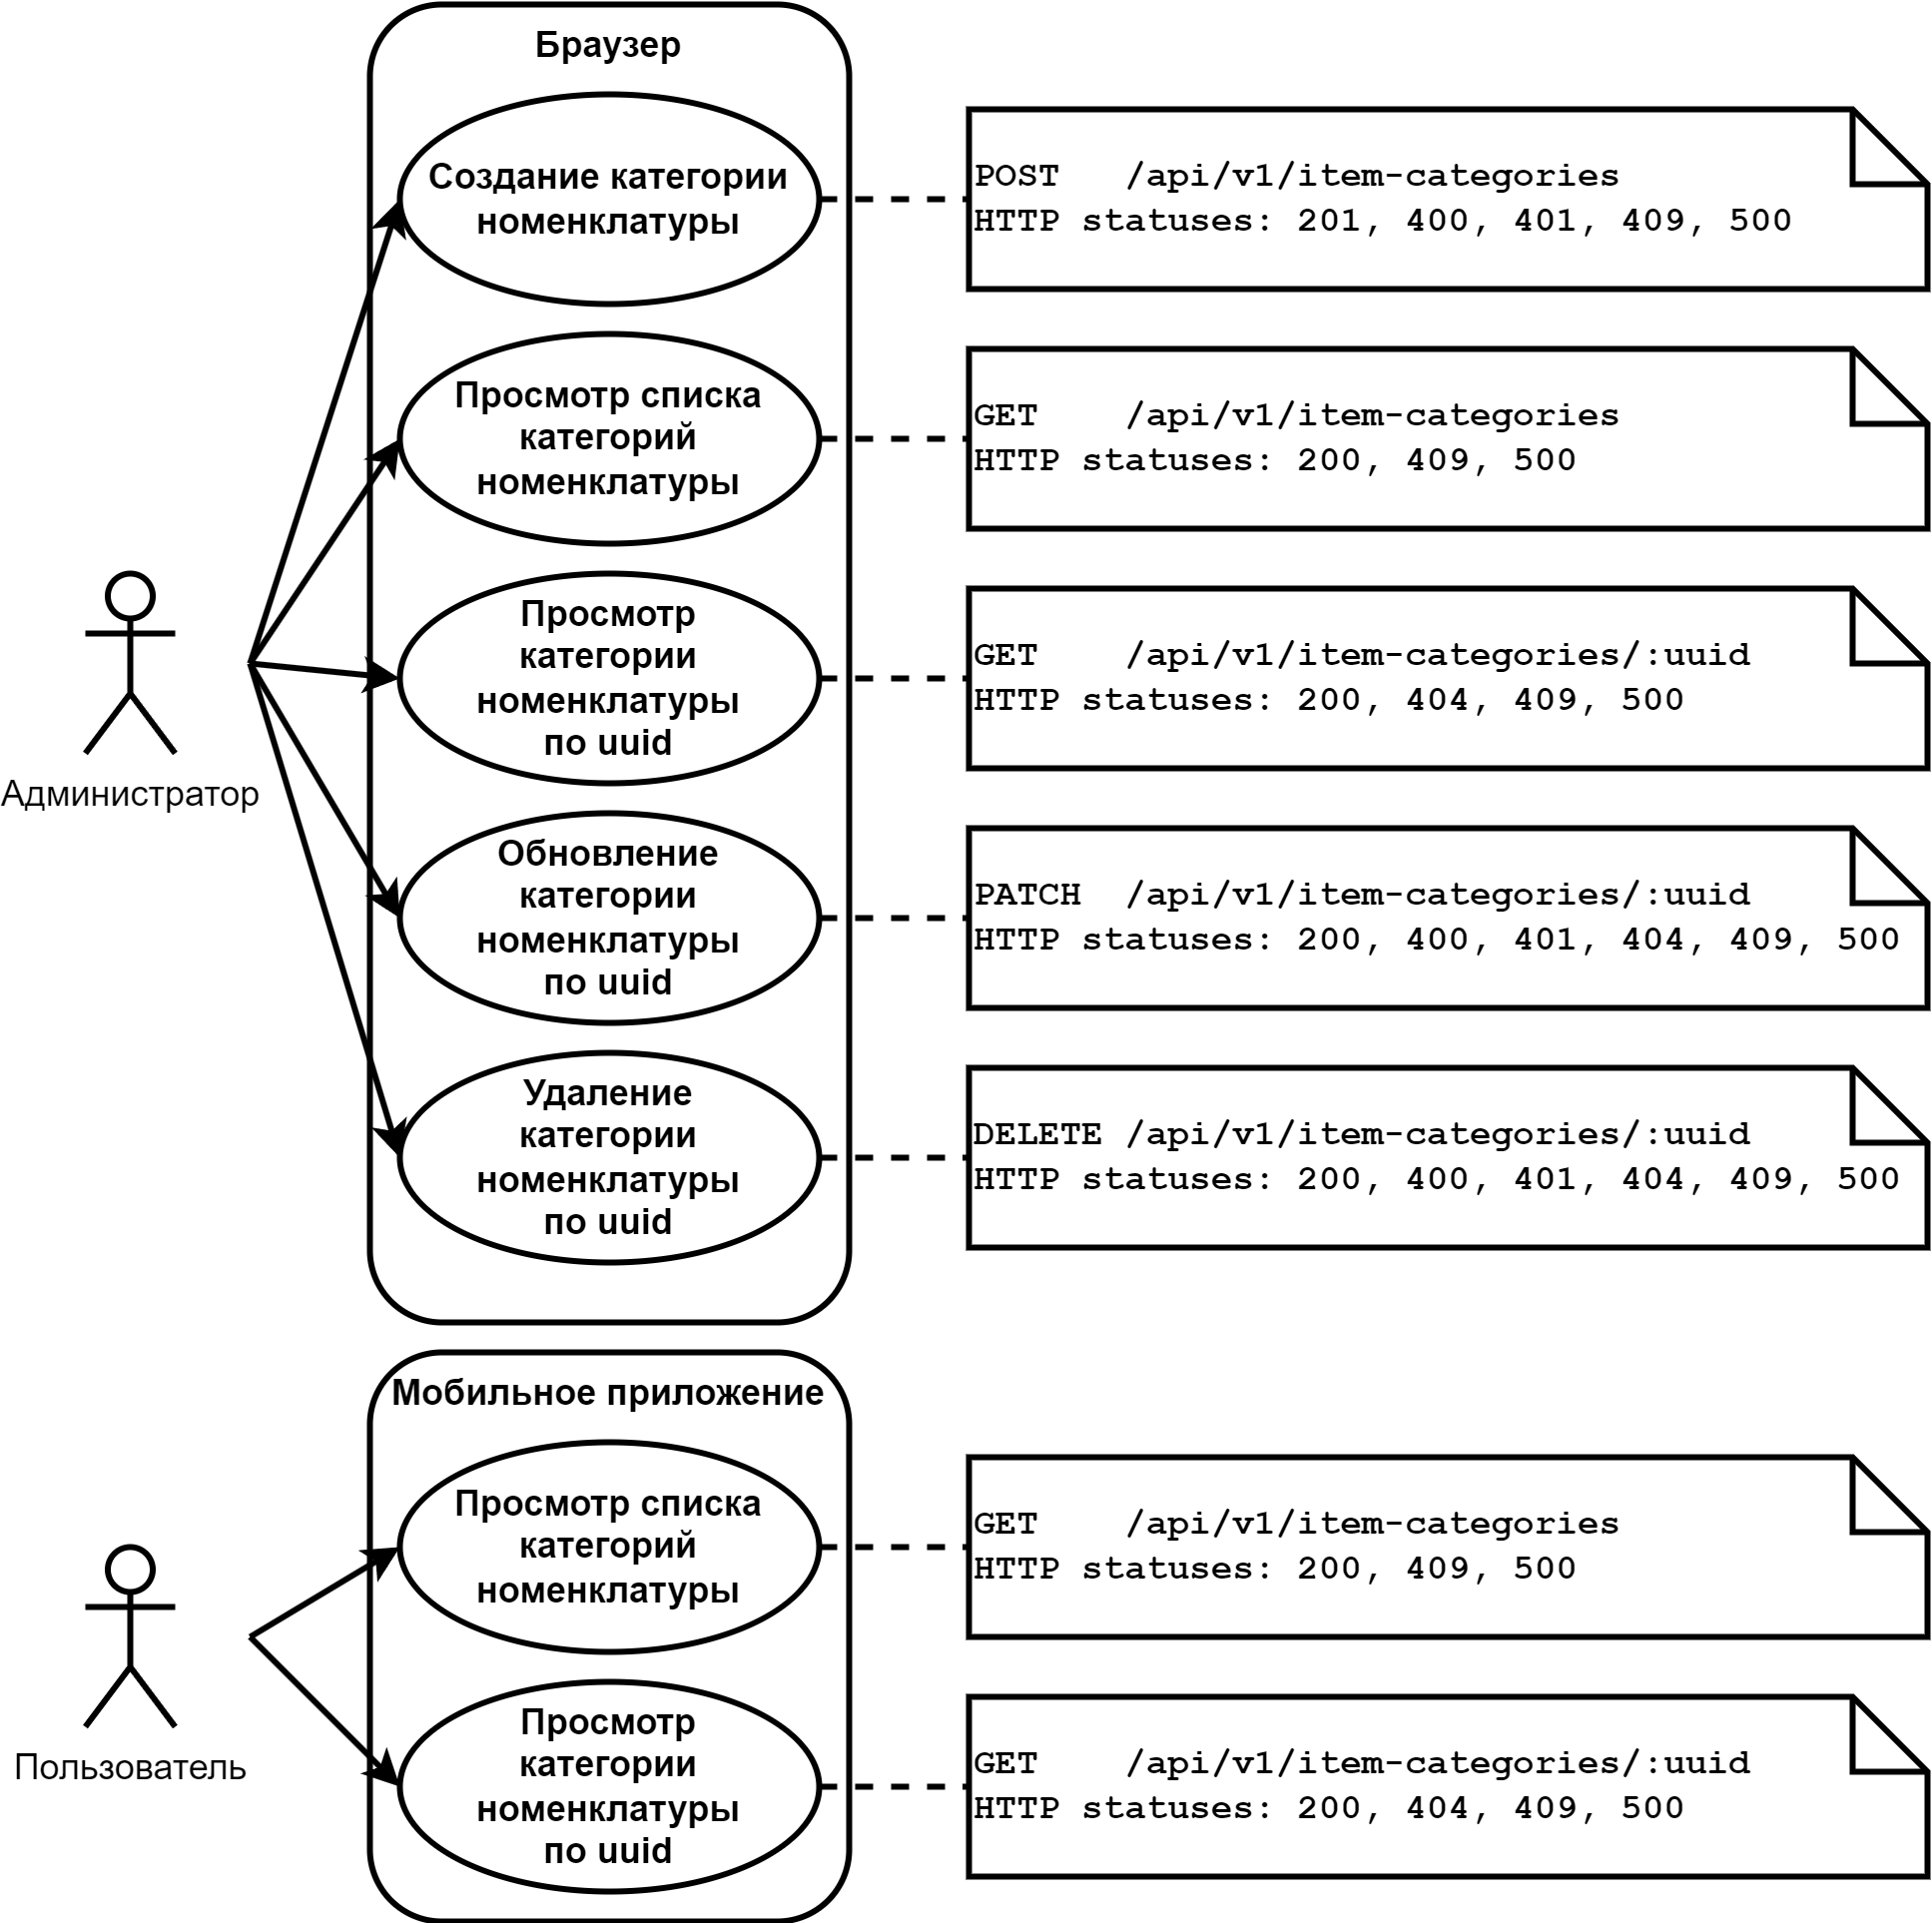 Браузер
Создание категории
номенклатуры
POST /api/v1/item-categories
HTTP statuses: 201, 400, 401, 409, 500
Просмотр списка
категорий
номенклатуры
GET /api/v1/item-categories
HTTP statuses: 200, 409, 500
Администратор
Просмотр
категории
номенклатуры
по uuid
GET /api/v1/item-categories/:uuid
HTTP statuses: 200, 404, 409, 500
Обновление
категории
номенклатуры
по uuid
PATCH /api/v1/item-categories/:uuid
HTTP statuses: 200, 400, 401, 404, 409, 500
Удаление
категории
номенклатуры
по uuid
DELETE /api/v1/item-categories/:uuid
HTTP statuses: 200, 400, 401, 404, 409, 500
Мобильное приложение
Просмотр списка
категорий
номенклатуры
GET /api/v1/item-categories
HTTP statuses: 200, 409, 500
Пользователь
Просмотр
категории
номенклатуры
по uuid
GET /api/v1/item-categories/:uuid
HTTP statuses: 200, 404, 409, 500